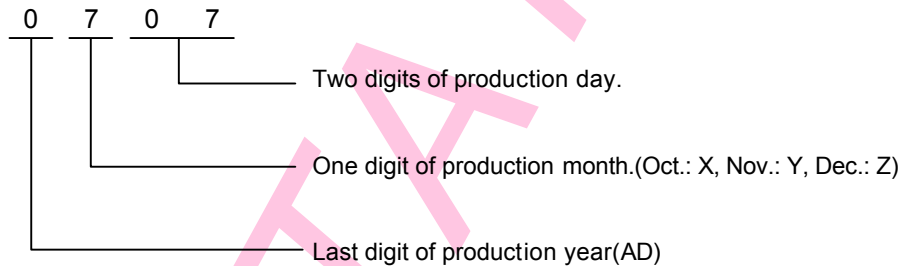 0 7 0 7
Two digits of production day.
One digit of production month.(Oct.: X, Nov.: Y, Dec.: Z)
Last digit of production year(AD)